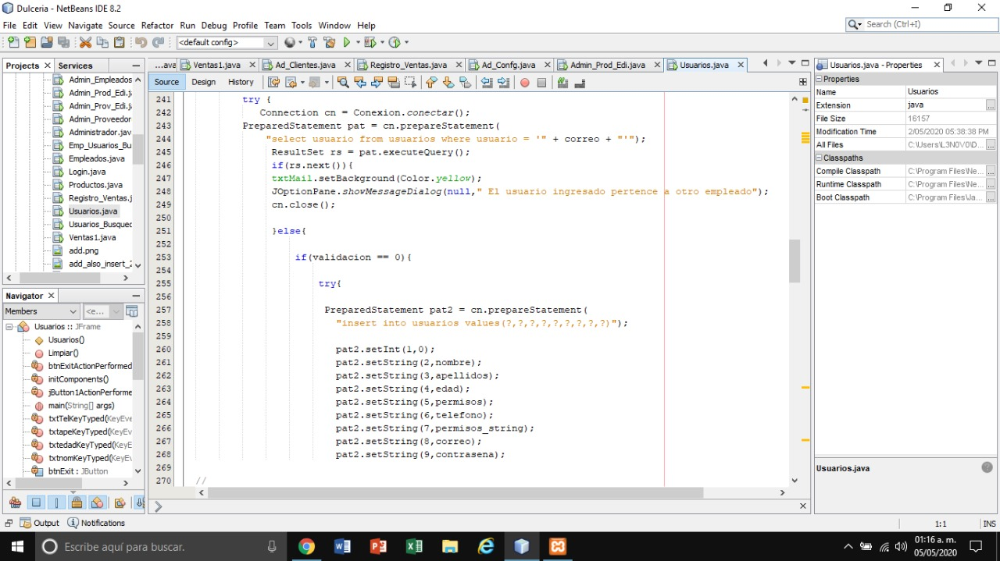 Dulceria - NetBeans IDE 8.2
File Edit View Navigate Source Refactor Run Debug Profile Team Tools Window Help
Search (Ctrl+I)
<default config>
Projects Services
...ava Ventas1.java Ad_Clientes.java Registro_Ventas.java Ad_Confg.java Admin_Prod_Edi.java Usuarios.java
Usuarios.java - Properties
Source Design History
Admin_Empleados
Admin_Prod_Edi.j
Admin_Prov_Edi.j
Admin_Proveedor
Administrador.jav
Emp_Usuarios_Bu
Empleados.java
Login.java
Productos.java
Registro_Ventas.j
Usuarios.java
Usuarios_Busqued
Ventas1.java
add.png
add_also_insert_2
Navigator
Members <e...
Usuarios :: JFrame
Usuarios()
Limpiar()
btnExitActionPerformed
initComponents()
jButton1ActionPerforme
main(String[] args)
txtTelKeyTyped(KeyEve
txtapeKeyTyped(KeyEv
txtedadKeyTyped(KeyE
txtnomKeyTyped(KeyEv
btnExit : JButton
241 try {
242 Connection cn = Conexion.conectar();
243 PreparedStatement pat = cn.prepareStatement(
244 "select usuario from usuarios where usuario = '" + correo + "'");
245 ResultSet rs = pat.executeQuery();
246 if(rs.next()){
247 txtMail.setBackground(Color.yellow);
248 JOptionPane.showMessageDialog(null," El usuario ingresado pertence a otro empleado");
249 cn.close();
250
251 }else{
252
253 if(validacion == 0){
254
255 try{
256
257 PreparedStatement pat2 = cn.prepareStatement(
258 "insert into usuarios values(?,?,?,?,?,?,?,?,?)");
259
260 pat2.setInt(1,0);
261 pat2.setString(2,nombre);
262 pat2.setString(3,apellidos);
263 pat2.setString(4,edad);
264 pat2.setString(5,permisos);
265 pat2.setString(6,telefono);
266 pat2.setString(7,permisos_string);
267 pat2.setString(8,correo);
268 pat2.setString(9,contrasena);
269
270 //
Properties
Name Usuarios
Extension java ...
File Size 16157
Modification Time 2/05/2020 05:38:38 PM
All Files C:\Users\L3N0V0\D... ...
Classpaths
Compile Classpath C:\Program Files\Ne... ...
Runtime Classpath C:\Program Files\Ne... ...
Boot Classpath C:\Program Files\Ja... ...
Usuarios.java
Output Notifications
1:1 INS
Escribe aquí para buscar.
01:16 a. m.
05/05/2020